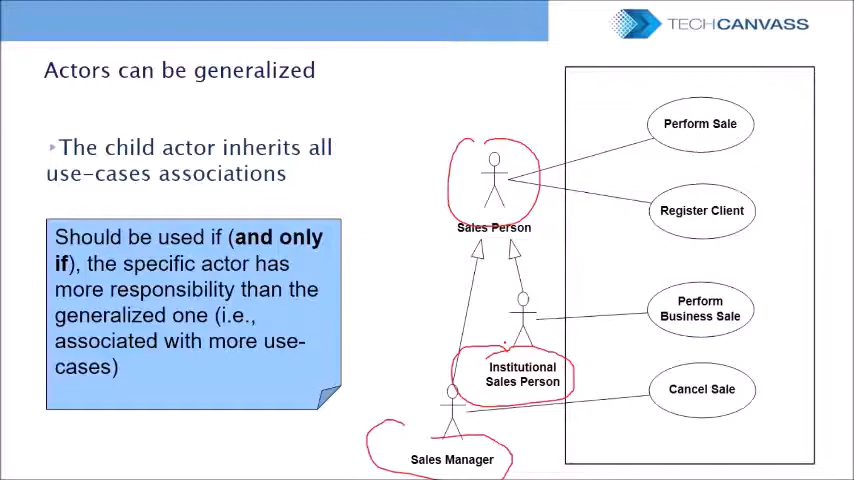 TECHCANVASS
Actors can be generalized
The child actor inherits all
use-cases associations
Should be used if (and only
if), the specific actor has
more responsibility than the
generalized one (i.e.,
associated with more use-
cases)
Perform Sale
Register Client
Sales Person
Perform
Business Sale
Institutional
Sales Person
Cancel Sale
Sales Manager